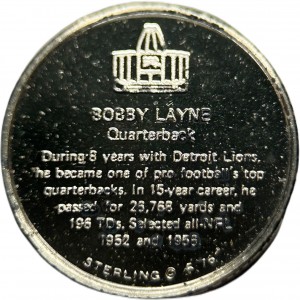 BOBBY LAYNE
Quarterback
During 8 years with Detroit Lions,
he became one of pro football's top
quarterbacks. In 15-year career, he
passed for 26,768 yards and
196 TDs. Selected all-NFL
1952 and 1956
STERLING